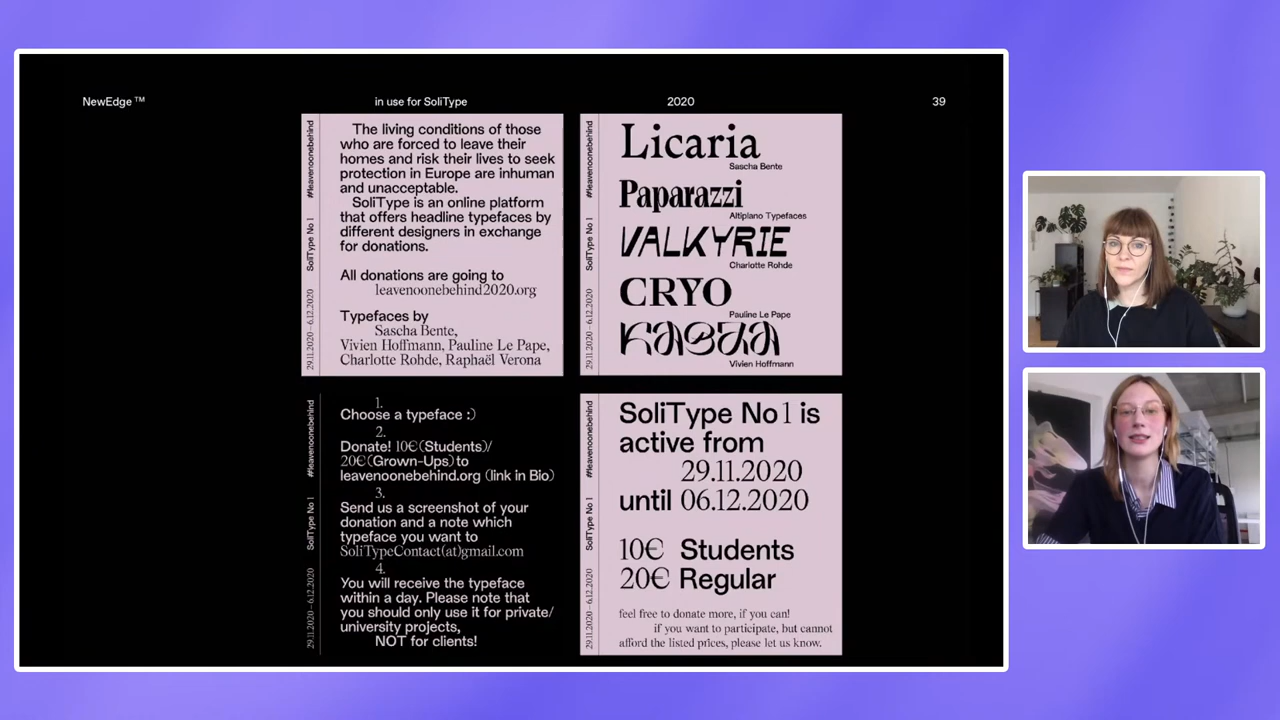 NewEdge™
in use for SoliType
2020
39
#leavenoonebehind
SoliType No 1
29.11.2020–6.12.2020
The living conditions of those
who are forced to leave their
homes and risk their lives to seek
protection in Europe are inhuman
and unacceptable.
SoliType is an online platform
that offers headline typefaces by
different designers in exchange
for donations.
All donations are going to
leavenoonebehind2020.org
Typefaces by
Sascha Bente,
Vivien Hoffmann, Pauline Le Pape,
Charlotte Rohde, Raphaël Verona
#leavenoonebehind
SoliType No 1
29.11.2020–6.12.2020
Licaria
Sascha Bente
Paparazzi
Altiplano Typefaces
VALKYRIE
Charlotte Rohde
CRYO
Pauline Le Pape
KABUA
Vivien Hoffmann
#leavenoonebehind
SoliType No 1
29.11.2020–6.12.2020
1.
Choose a typeface :)
2.
Donate! 10€(Students)/
20€(Grown-Ups)to
leavenoonebehind.org (link in Bio)
3.
Send us a screenshot of your
donation and a note which
typeface you want to
SoliTypeContact(at)gmail.com
4.
You will receive the typeface
within a day. Please note that
you should only use it for private/
university projects,
NOT for clients!
#leavenoonebehind
SoliType No 1
29.11.2020–6.12.2020
SoliType No 1 is
active from
29.11.2020
until 06.12.2020
10€ Students
20€ Regular
feel free to donate more, if you can!
if you want to participate, but cannot
afford the listed prices, please let us know.